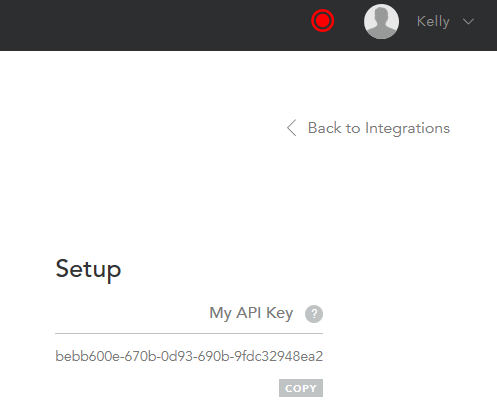 Kelly
Back to Integrations
Setup
My API Key ?
bebb600e-670b-0d93-690b-9fdc32948ea2
COPY